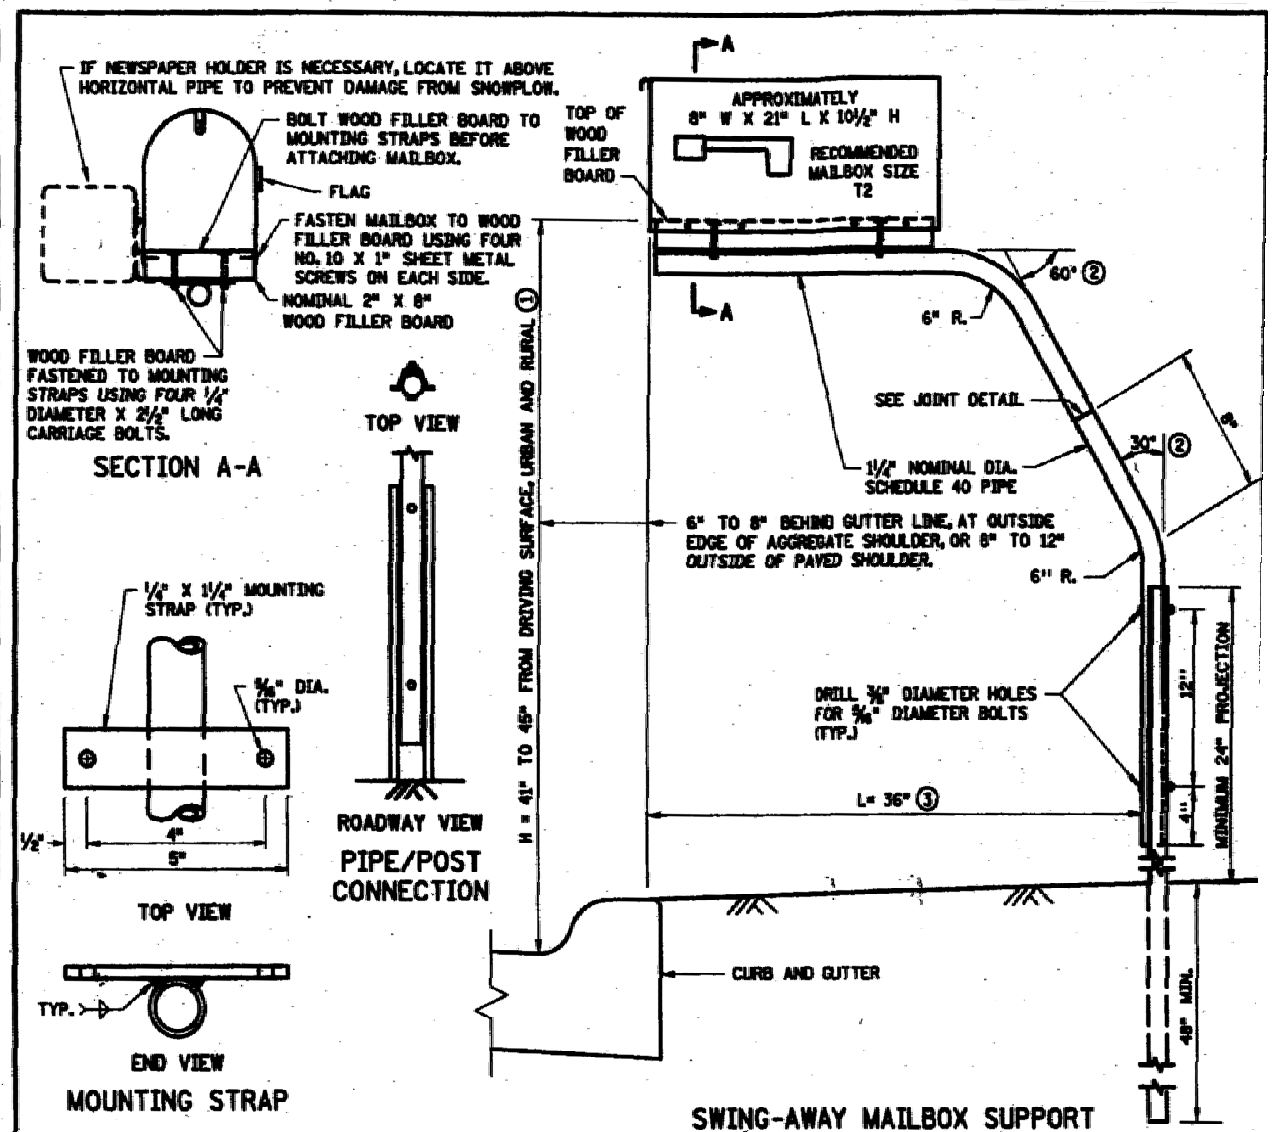 IF NEWSPAPER HOLDER IS NECESSARY, LOCATE IT ABOVE
HORIZONTAL PIPE TO PREVENT DAMAGE FROM SNOWPLOW.
BOLT WOOD FILLER BOARD TO
MOUNTING STRAPS BEFORE
ATTACHING MAILBOX.
FLAG
FASTEN MAILBOX TO WOOD
FILLER BOARD USING FOUR
NO. 10 X 1" SHEET METAL
SCREWS ON EACH SIDE.
NOMINAL 2" X 6"
WOOD FILLER BOARD
WOOD FILLER BOARD
FASTENED TO MOUNTING
STRAPS USING FOUR 1/4"
DIAMETER X 2 1/2" LONG
CARRIAGE BOLTS.
SECTION A-A
TOP VIEW
ROADWAY VIEW
PIPE/POST
CONNECTION
1/4" X 1 1/4" MOUNTING
STRAP (TYP.)
5/16" DIA.
(TYP.)
1/2"
4"
5"
TOP VIEW
TYP.
END VIEW
MOUNTING STRAP
A
APPROXIMATELY
8" W X 21" L X 10 1/2" H
RECOMMENDED
MAILBOX SIZE
T2
TOP OF
WOOD
FILLER
BOARD
A
60° ②
6" R.
SEE JOINT DETAIL
8"
30° ②
1 1/4" NOMINAL DIA.
SCHEDULE 40 PIPE
H = 41" TO 45" FROM DRIVING SURFACE, URBAN AND RURAL ①
6" TO 8" BEHIND GUTTER LINE, AT OUTSIDE
EDGE OF AGGREGATE SHOULDER, OR 8" TO 12"
OUTSIDE OF PAVED SHOULDER.
6" R.
DRILL 3/8" DIAMETER HOLES
FOR 5/16" DIAMETER BOLTS
(TYP.)
12"
4"
MINIMUM 24" PROJECTION
L= 36" ③
CURB AND GUTTER
48" MIN.
SWING-AWAY MAILBOX SUPPORT